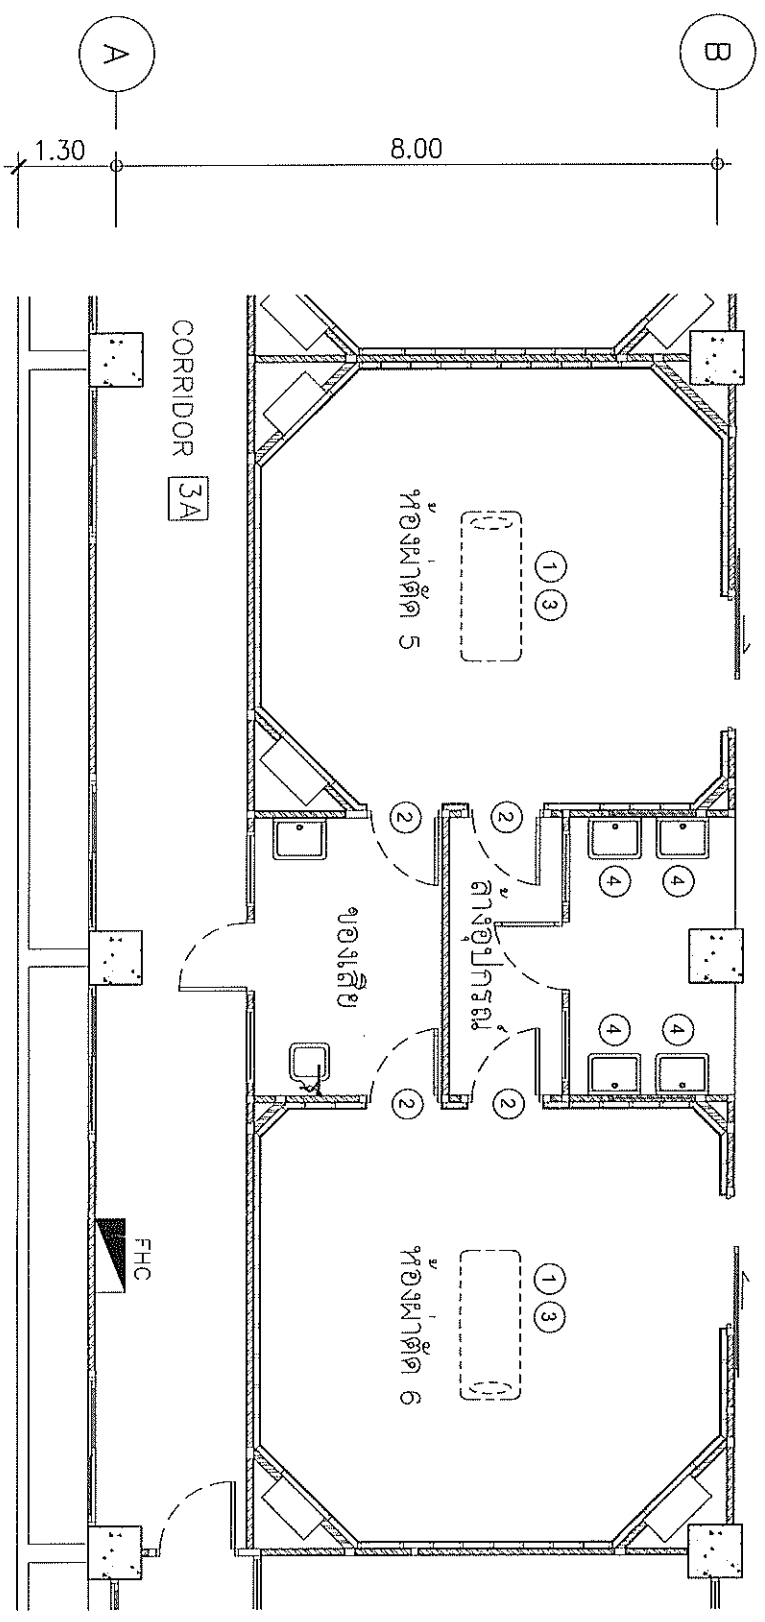 A
B
1.30
8.00
CORRIDOR 3A
ห้องผ่าตัด 5
1 3
2
2
4
4
ของเสีย
ล้างอุปกรณ์
4
4
2
2
FHC
ห้องผ่าตัด 6
1 3